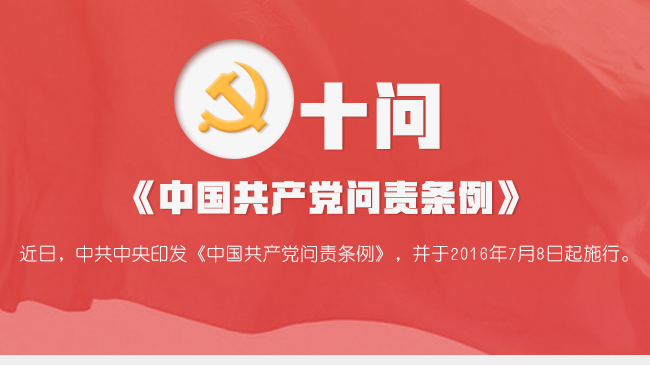 十问
《中国共产党问责条例》
近日，中共中央印发《中国共产党问责条例》，并于2016年7月8日起施行。